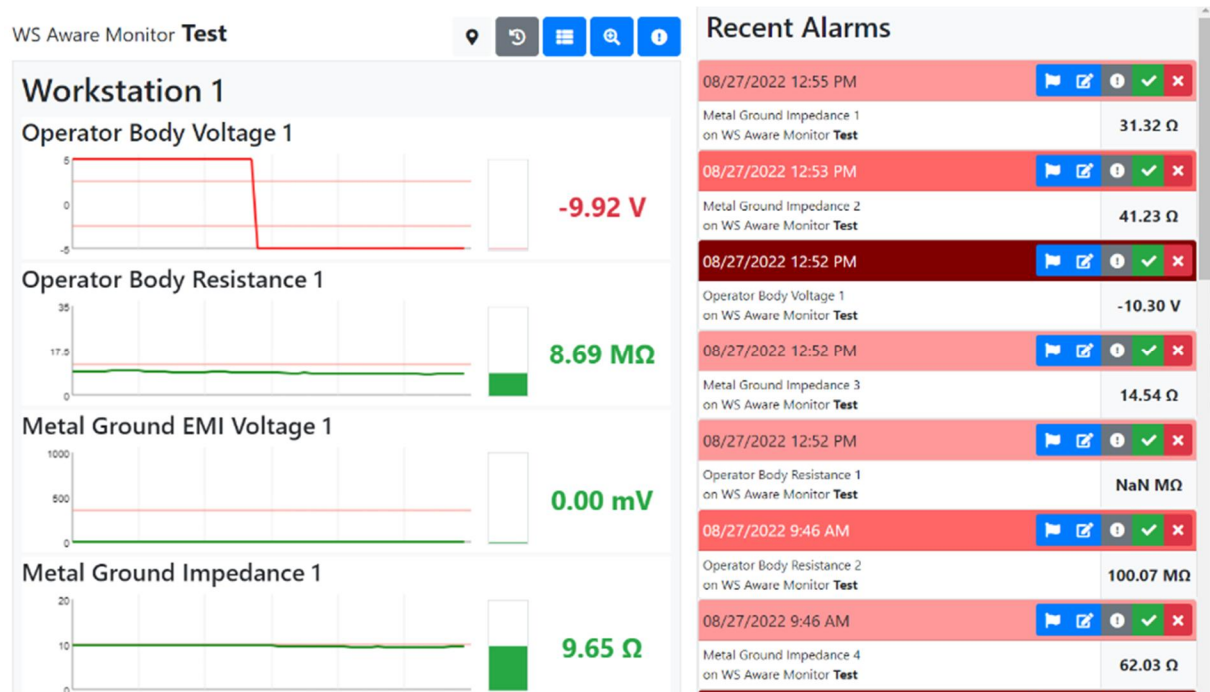 WS Aware Monitor Test
Workstation 1
Operator Body Voltage 1
5
0
-5
-9.92 V
Operator Body Resistance 1
35
17.5
0
8.69 MΩ
Metal Ground EMI Voltage 1
1000
500
0
0.00 mV
Metal Ground Impedance 1
20
10
0
9.65 Ω
Recent Alarms
08/27/2022 12:55 PM
Metal Ground Impedance 1
on WS Aware Monitor Test
31.32 Ω
08/27/2022 12:53 PM
Metal Ground Impedance 2
on WS Aware Monitor Test
41.23 Ω
08/27/2022 12:52 PM
Operator Body Voltage 1
on WS Aware Monitor Test
-10.30 V
08/27/2022 12:52 PM
Metal Ground Impedance 3
on WS Aware Monitor Test
14.54 Ω
08/27/2022 12:52 PM
Operator Body Resistance 1
on WS Aware Monitor Test
NaN MΩ
08/27/2022 9:46 AM
Operator Body Resistance 2
on WS Aware Monitor Test
100.07 MΩ
08/27/2022 9:46 AM
Metal Ground Impedance 4
on WS Aware Monitor Test
62.03 Ω